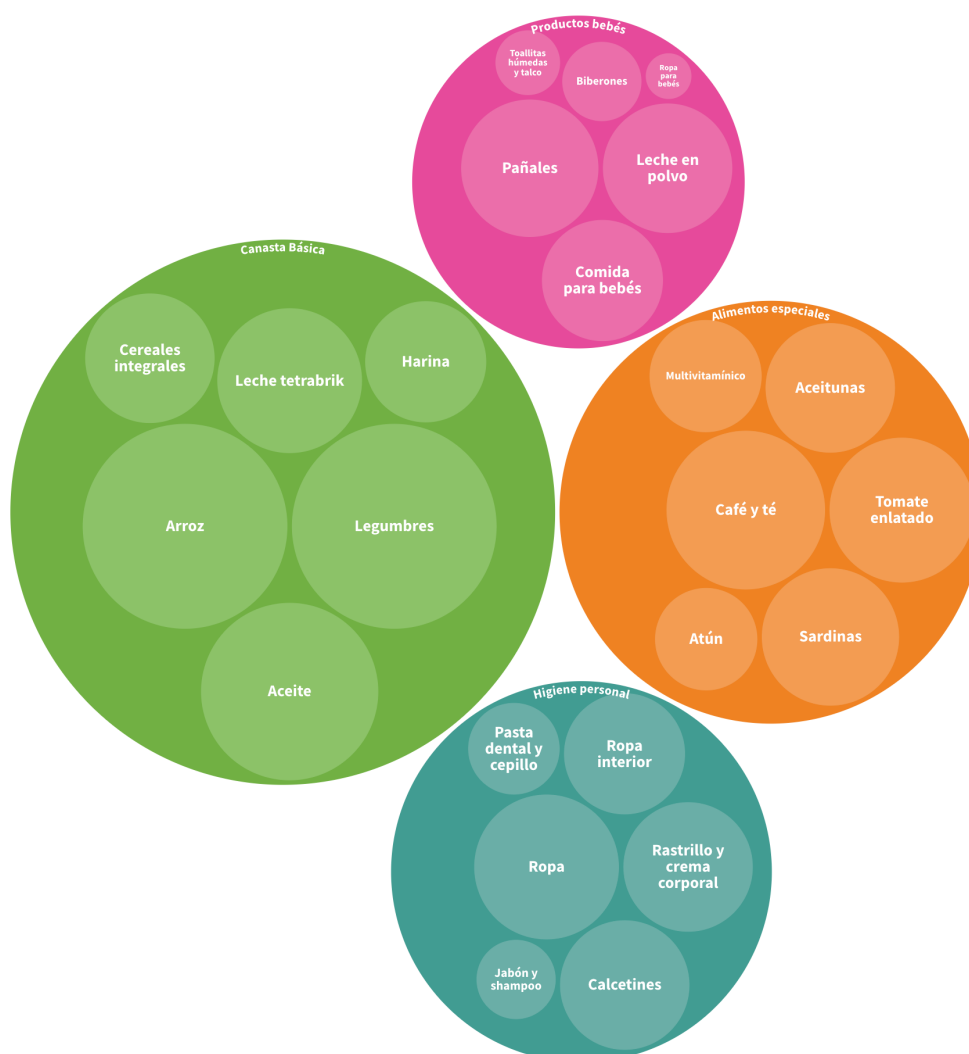 Productos bebés
Toallitas
húmedas
y talco
Biberones
Ropa
para
bebés
Pañales
Leche en
polvo
Comida
para bebés
Canasta Básica
Cereales
integrales
Leche tetrabrik
Harina
Arroz
Legumbres
Aceite
Alimentos especiales
Multivitamínico
Aceitunas
Café y té
Tomate
enlatado
Atún
Sardinas
Higiene personal
Pasta
dental y
cepillo
Ropa
interior
Ropa
Rastrillo y
crema
corporal
Jabón y
shampoo
Calcetines